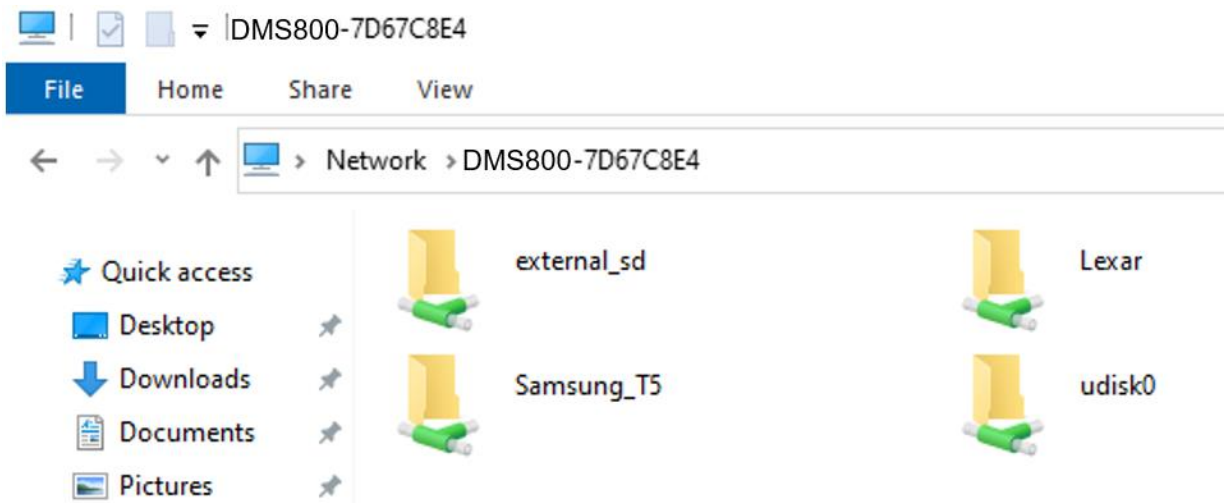 DMS800-7D67C8E4
File Home Share View
Network DMS800-7D67C8E4
Quick access
Desktop
Downloads
Documents
Pictures
external_sd
Lexar
Samsung_T5
udisk0